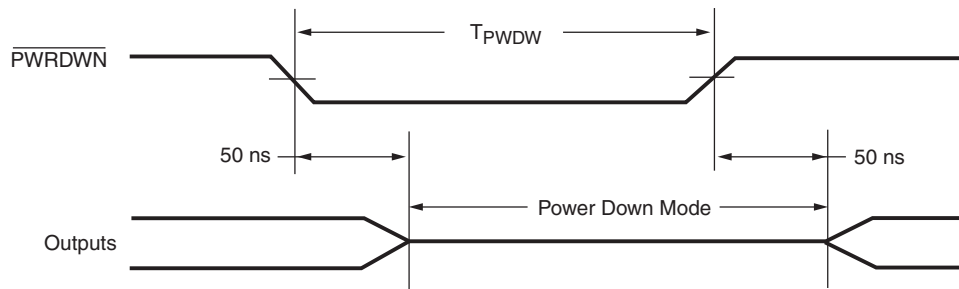 TPWDW
PWRDWN
50 ns
50 ns
Power Down Mode
Outputs